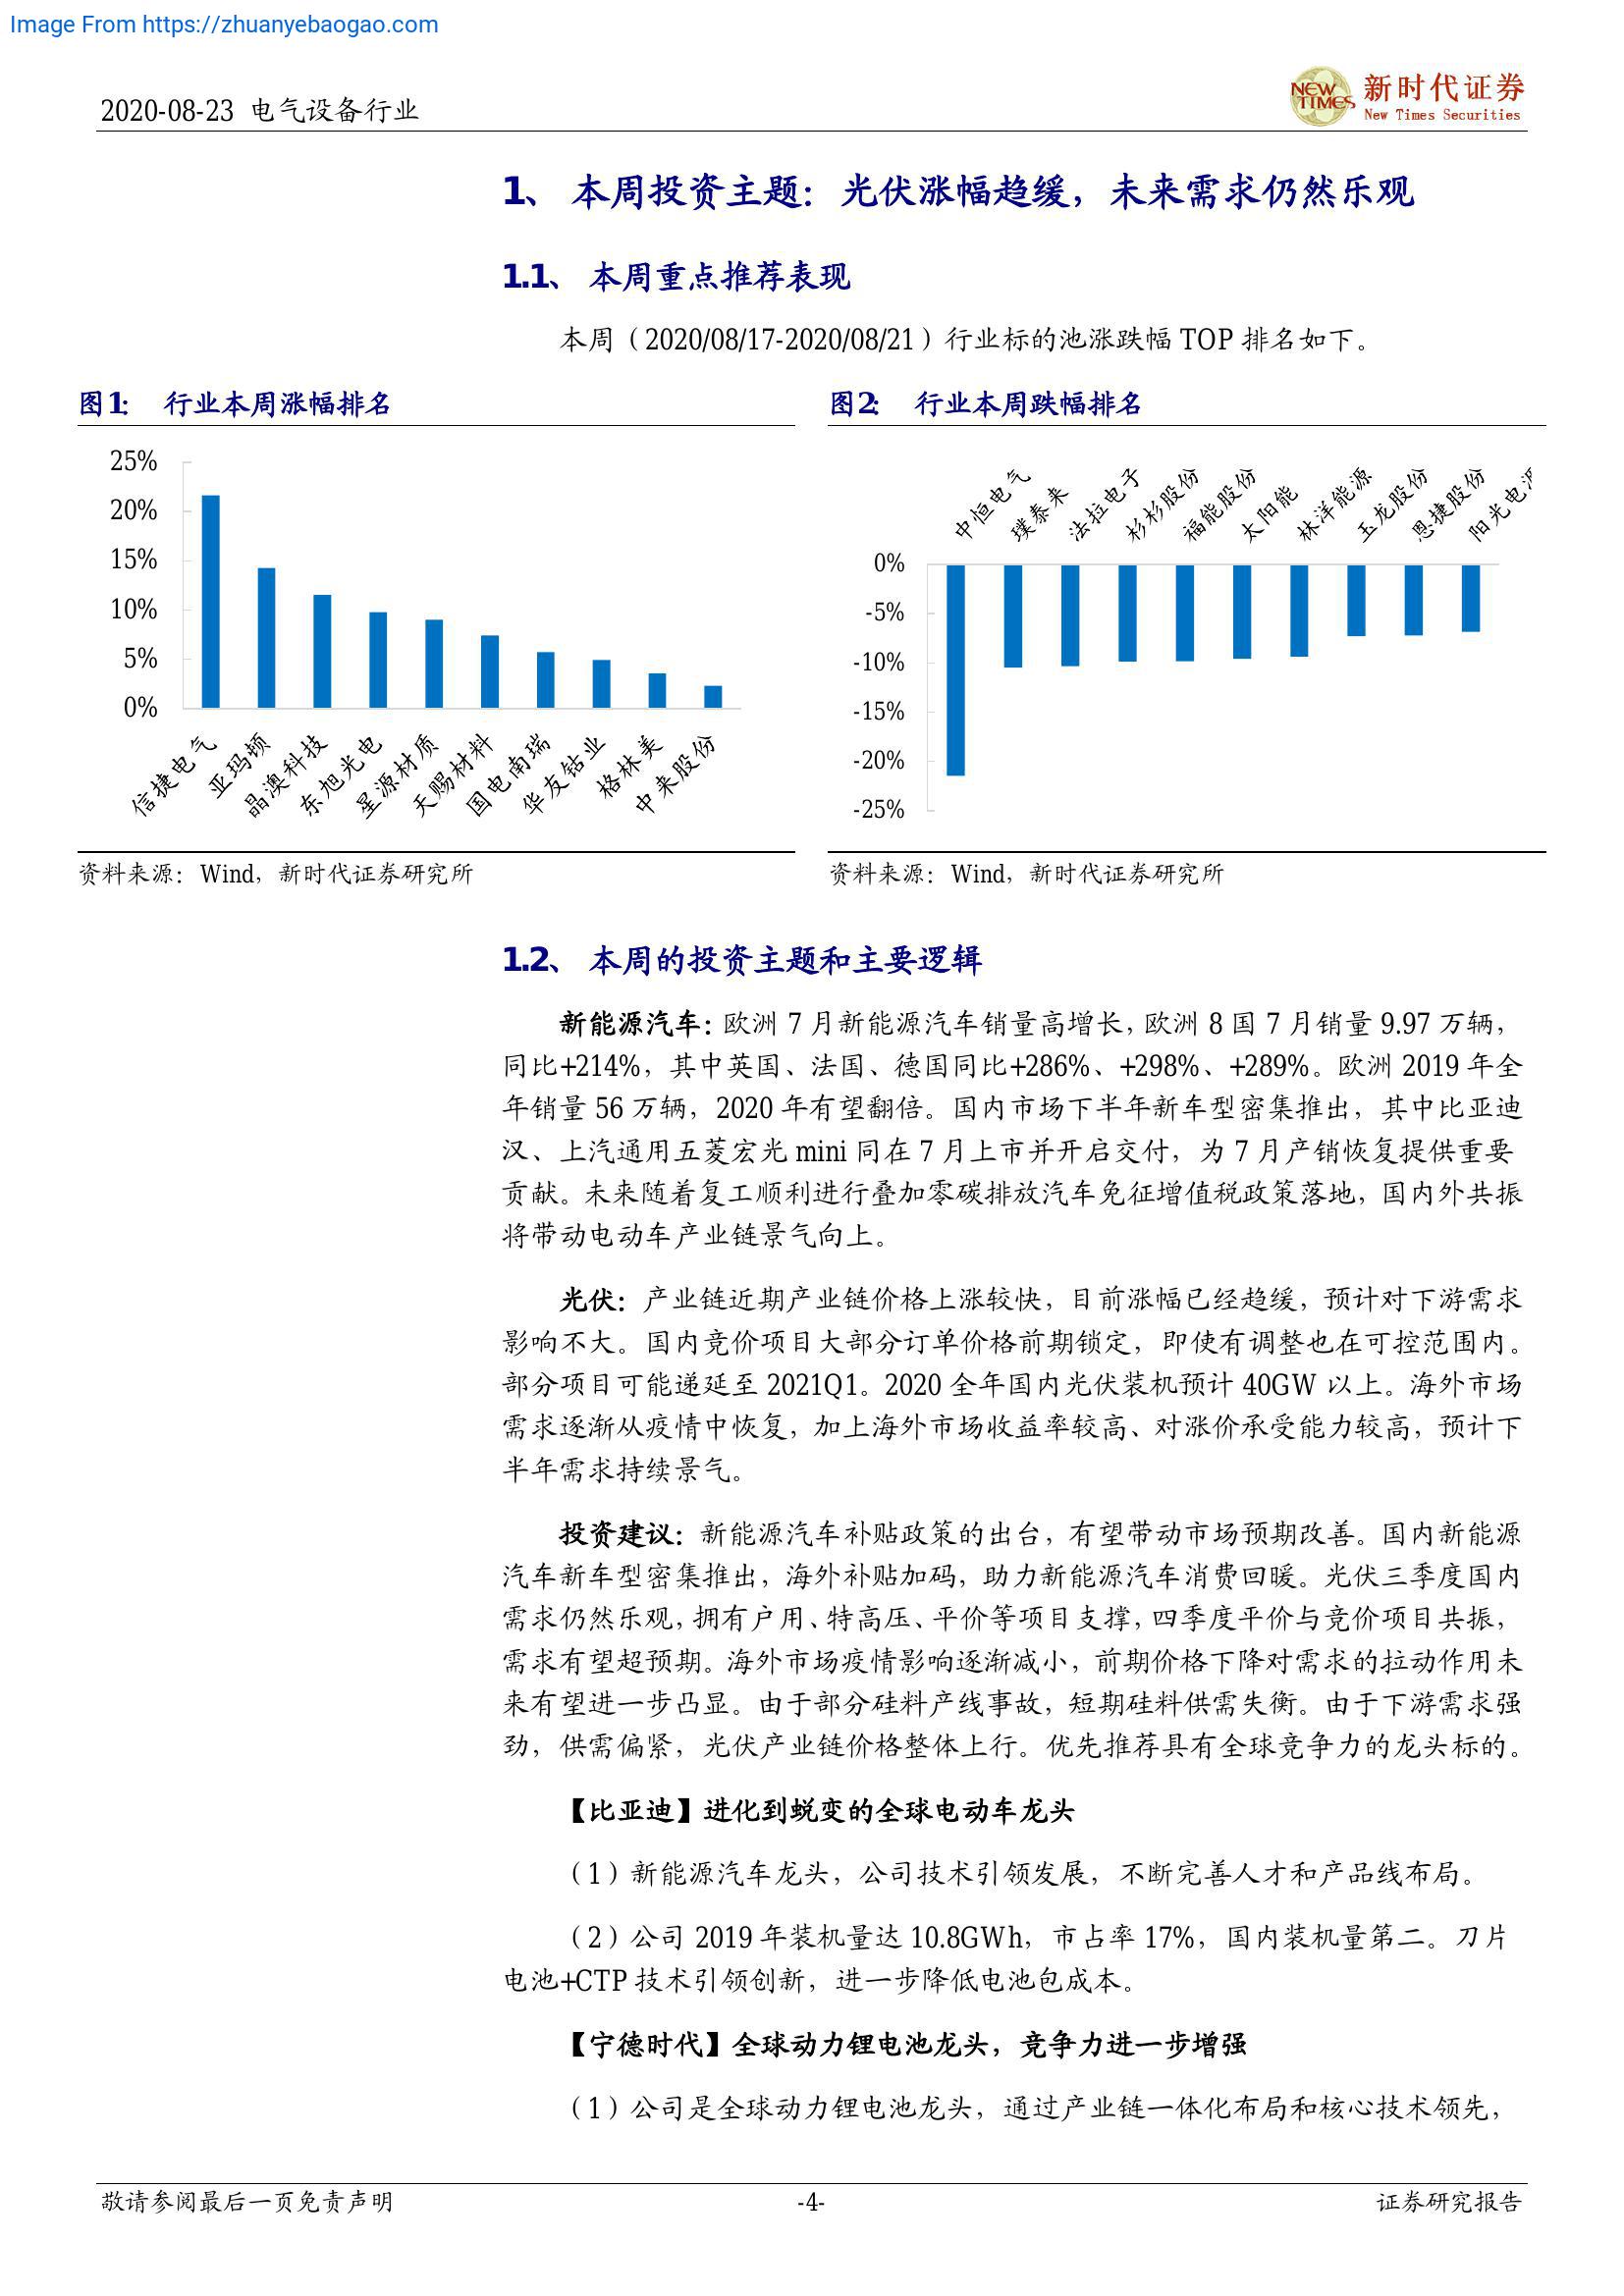 Image From https://zhuanyebaogao.com
2020-08-23 电气设备行业
NEW TIMES
新时代证券
New Times Securities
1、 本周投资主题：光伏涨幅趋缓，未来需求仍然乐观
1.1、 本周重点推荐表现
本周（2020/08/17-2020/08/21）行业标的池涨跌幅 TOP 排名如下。
图1： 行业本周涨幅排名
25%
20%
15%
10%
5%
0%
信捷电气
亚玛顿
晶澳科技
东旭光电
星源材质
天赐材料
国电南瑞
华友钴业
格林美
中来股份
资料来源：Wind，新时代证券研究所
图2： 行业本周跌幅排名
中恒电气
璞泰来
法拉电子
杉杉股份
福能股份
太阳能
林洋能源
玉龙股份
恩捷股份
阳光电源
0%
-5%
-10%
-15%
-20%
-25%
资料来源：Wind，新时代证券研究所
1.2、 本周的投资主题和主要逻辑
新能源汽车：欧洲 7 月新能源汽车销量高增长，欧洲 8 国 7 月销量 9.97 万辆，
同比+214%，其中英国、法国、德国同比+286%、+298%、+289%。欧洲 2019 年全
年销量 56 万辆，2020 年有望翻倍。国内市场下半年新车型密集推出，其中比亚迪
汉、上汽通用五菱宏光 mini 同在 7 月上市并开启交付，为 7 月产销恢复提供重要
贡献。未来随着复工顺利进行叠加零碳排放汽车免征增值税政策落地，国内外共振
将带动电动车产业链景气向上。
光伏：产业链近期产业链价格上涨较快，目前涨幅已经趋缓，预计对下游需求
影响不大。国内竞价项目大部分订单价格前期锁定，即使有调整也在可控范围内。
部分项目可能递延至 2021Q1。2020 全年国内光伏装机预计 40GW 以上。海外市场
需求逐渐从疫情中恢复，加上海外市场收益率较高、对涨价承受能力较高，预计下
半年需求持续景气。
投资建议：新能源汽车补贴政策的出台，有望带动市场预期改善。国内新能源
汽车新车型密集推出，海外补贴加码，助力新能源汽车消费回暖。光伏三季度国内
需求仍然乐观，拥有户用、特高压、平价等项目支撑，四季度平价与竞价项目共振，
需求有望超预期。海外市场疫情影响逐渐减小，前期价格下降对需求的拉动作用未
来有望进一步凸显。由于部分硅料产线事故，短期硅料供需失衡。由于下游需求强
劲，供需偏紧，光伏产业链价格整体上行。优先推荐具有全球竞争力的龙头标的。
【比亚迪】进化到蜕变的全球电动车龙头
（1）新能源汽车龙头，公司技术引领发展，不断完善人才和产品线布局。
（2）公司 2019 年装机量达 10.8GWh，市占率 17%，国内装机量第二。刀片
电池+CTP 技术引领创新，进一步降低电池包成本。
【宁德时代】全球动力锂电池龙头，竞争力进一步增强
（1）公司是全球动力锂电池龙头，通过产业链一体化布局和核心技术领先，
敬请参阅最后一页免责声明
-4-
证券研究报告